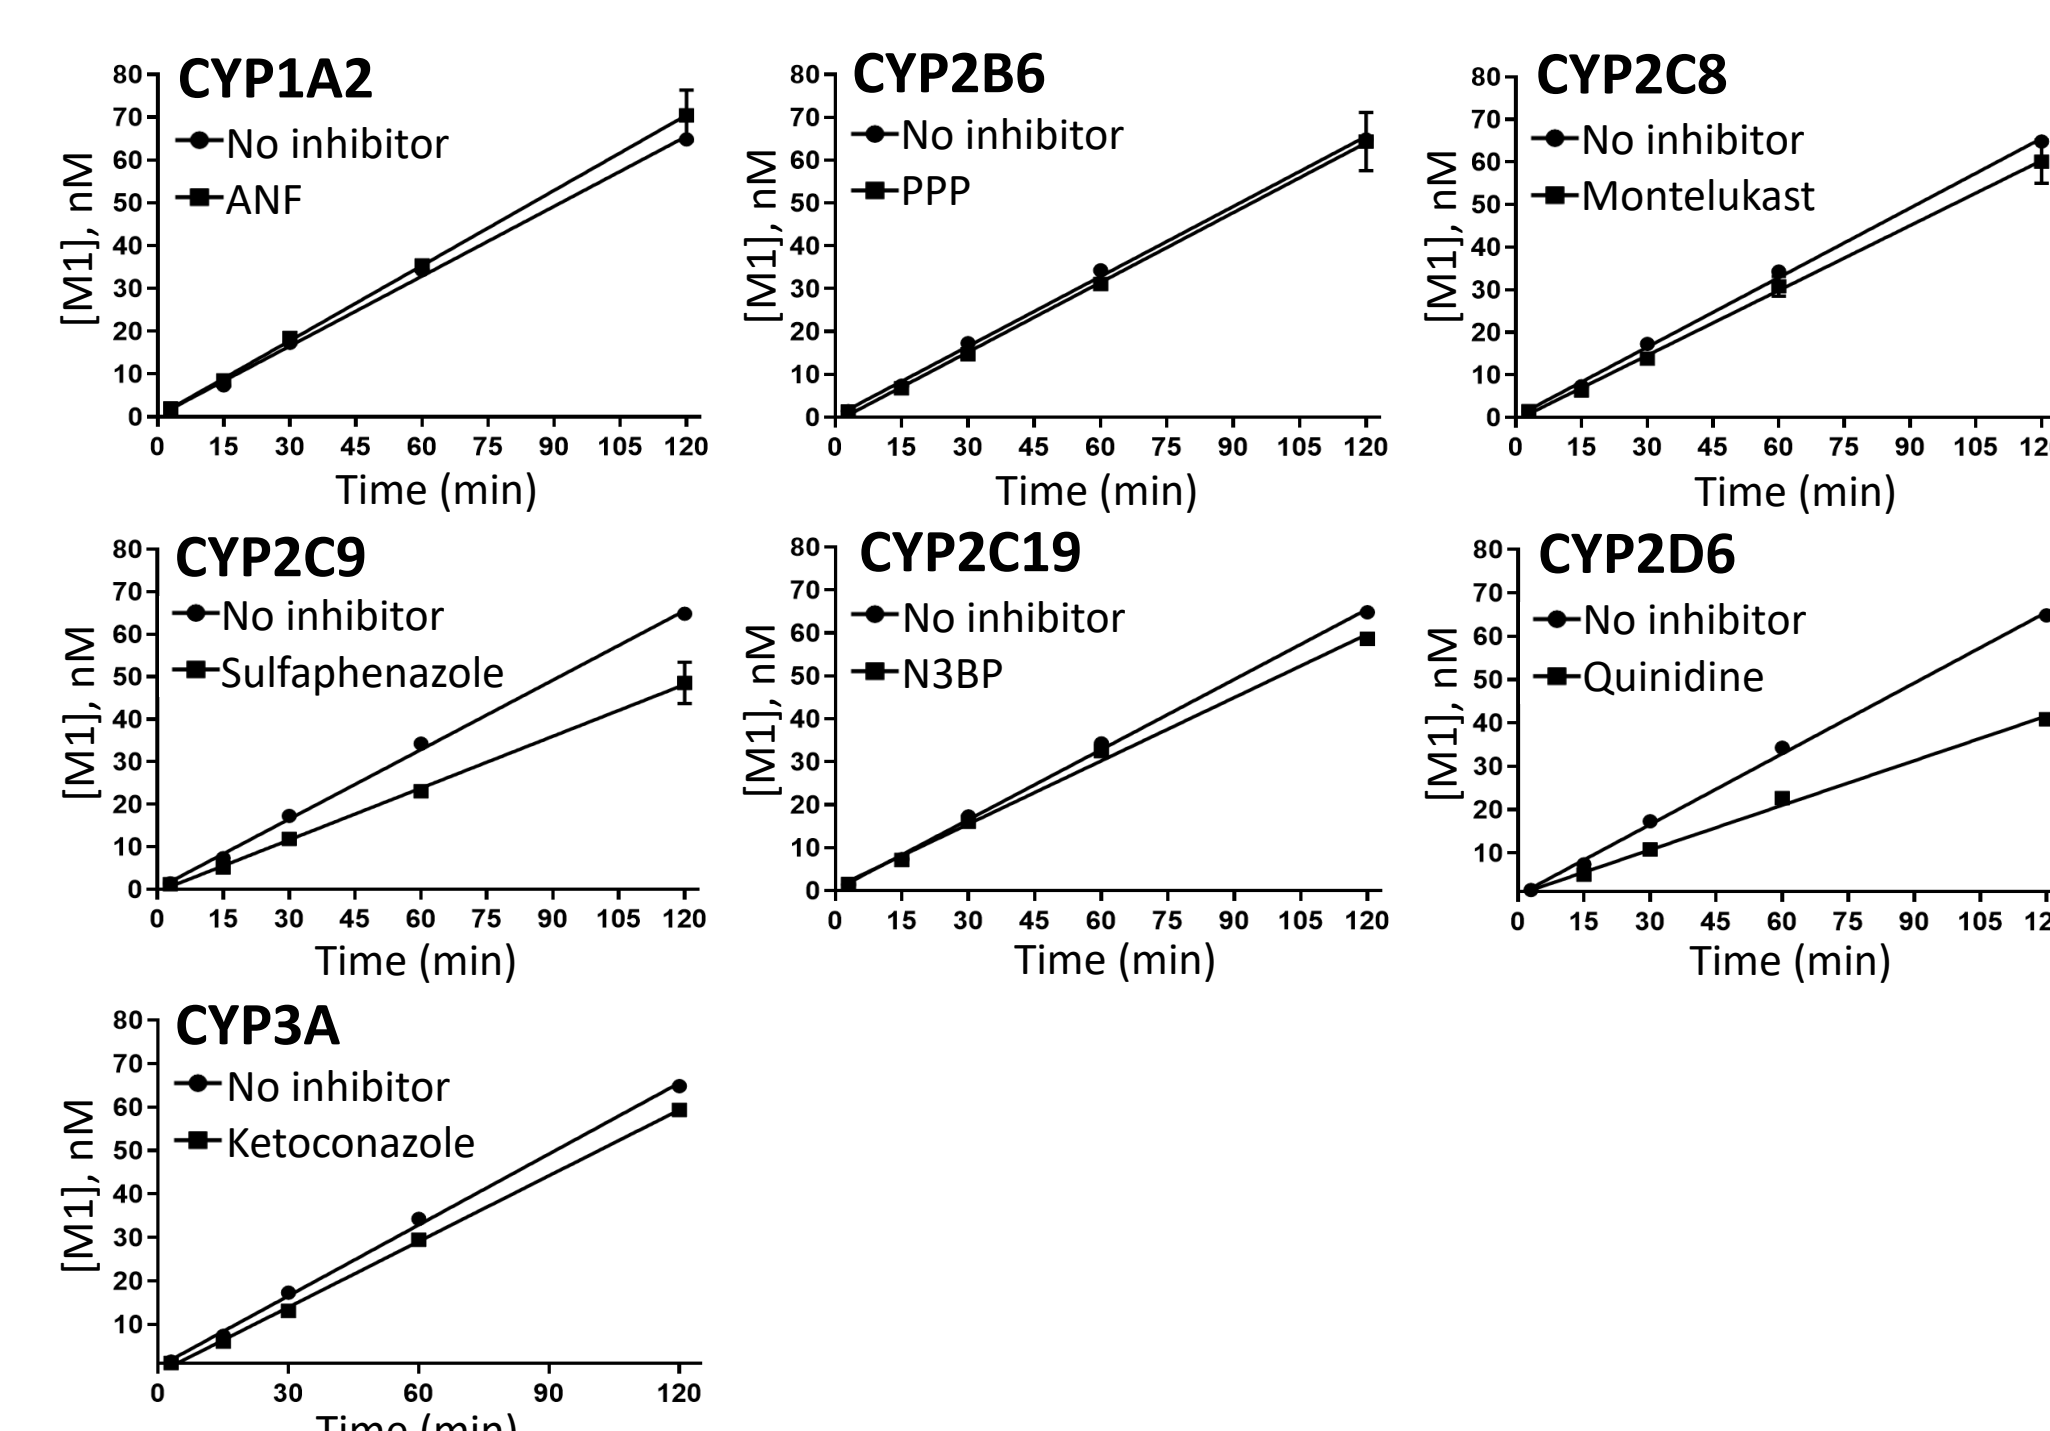 CYP1A2
No inhibitor
ANF
[M1], nM
80
70
60
50
40
30
20
10
0
0 15 30 45 60 75 90 105 120
Time (min)
CYP2B6
No inhibitor
PPP
[M1], nM
80
70
60
50
40
30
20
10
0
0 15 30 45 60 75 90 105 120
Time (min)
CYP2C8
No inhibitor
Montelukast
[M1], nM
80
70
60
50
40
30
20
10
0
0 15 30 45 60 75 90 105 12
Time (min)
CYP2C9
No inhibitor
Sulfaphenazole
[M1], nM
80
70
60
50
40
30
20
10
0
0 15 30 45 60 75 90 105 120
Time (min)
CYP2C19
No inhibitor
N3BP
[M1], nM
80
70
60
50
40
30
20
10
0
0 15 30 45 60 75 90 105 120
Time (min)
CYP2D6
No inhibitor
Quinidine
[M1], nM
80
70
60
50
40
30
20
10
0 15 30 45 60 75 90 105 12
Time (min)
CYP3A
No inhibitor
Ketoconazole
[M1], nM
80
70
60
50
40
30
20
10
0 30 60 90 120
Time (min)